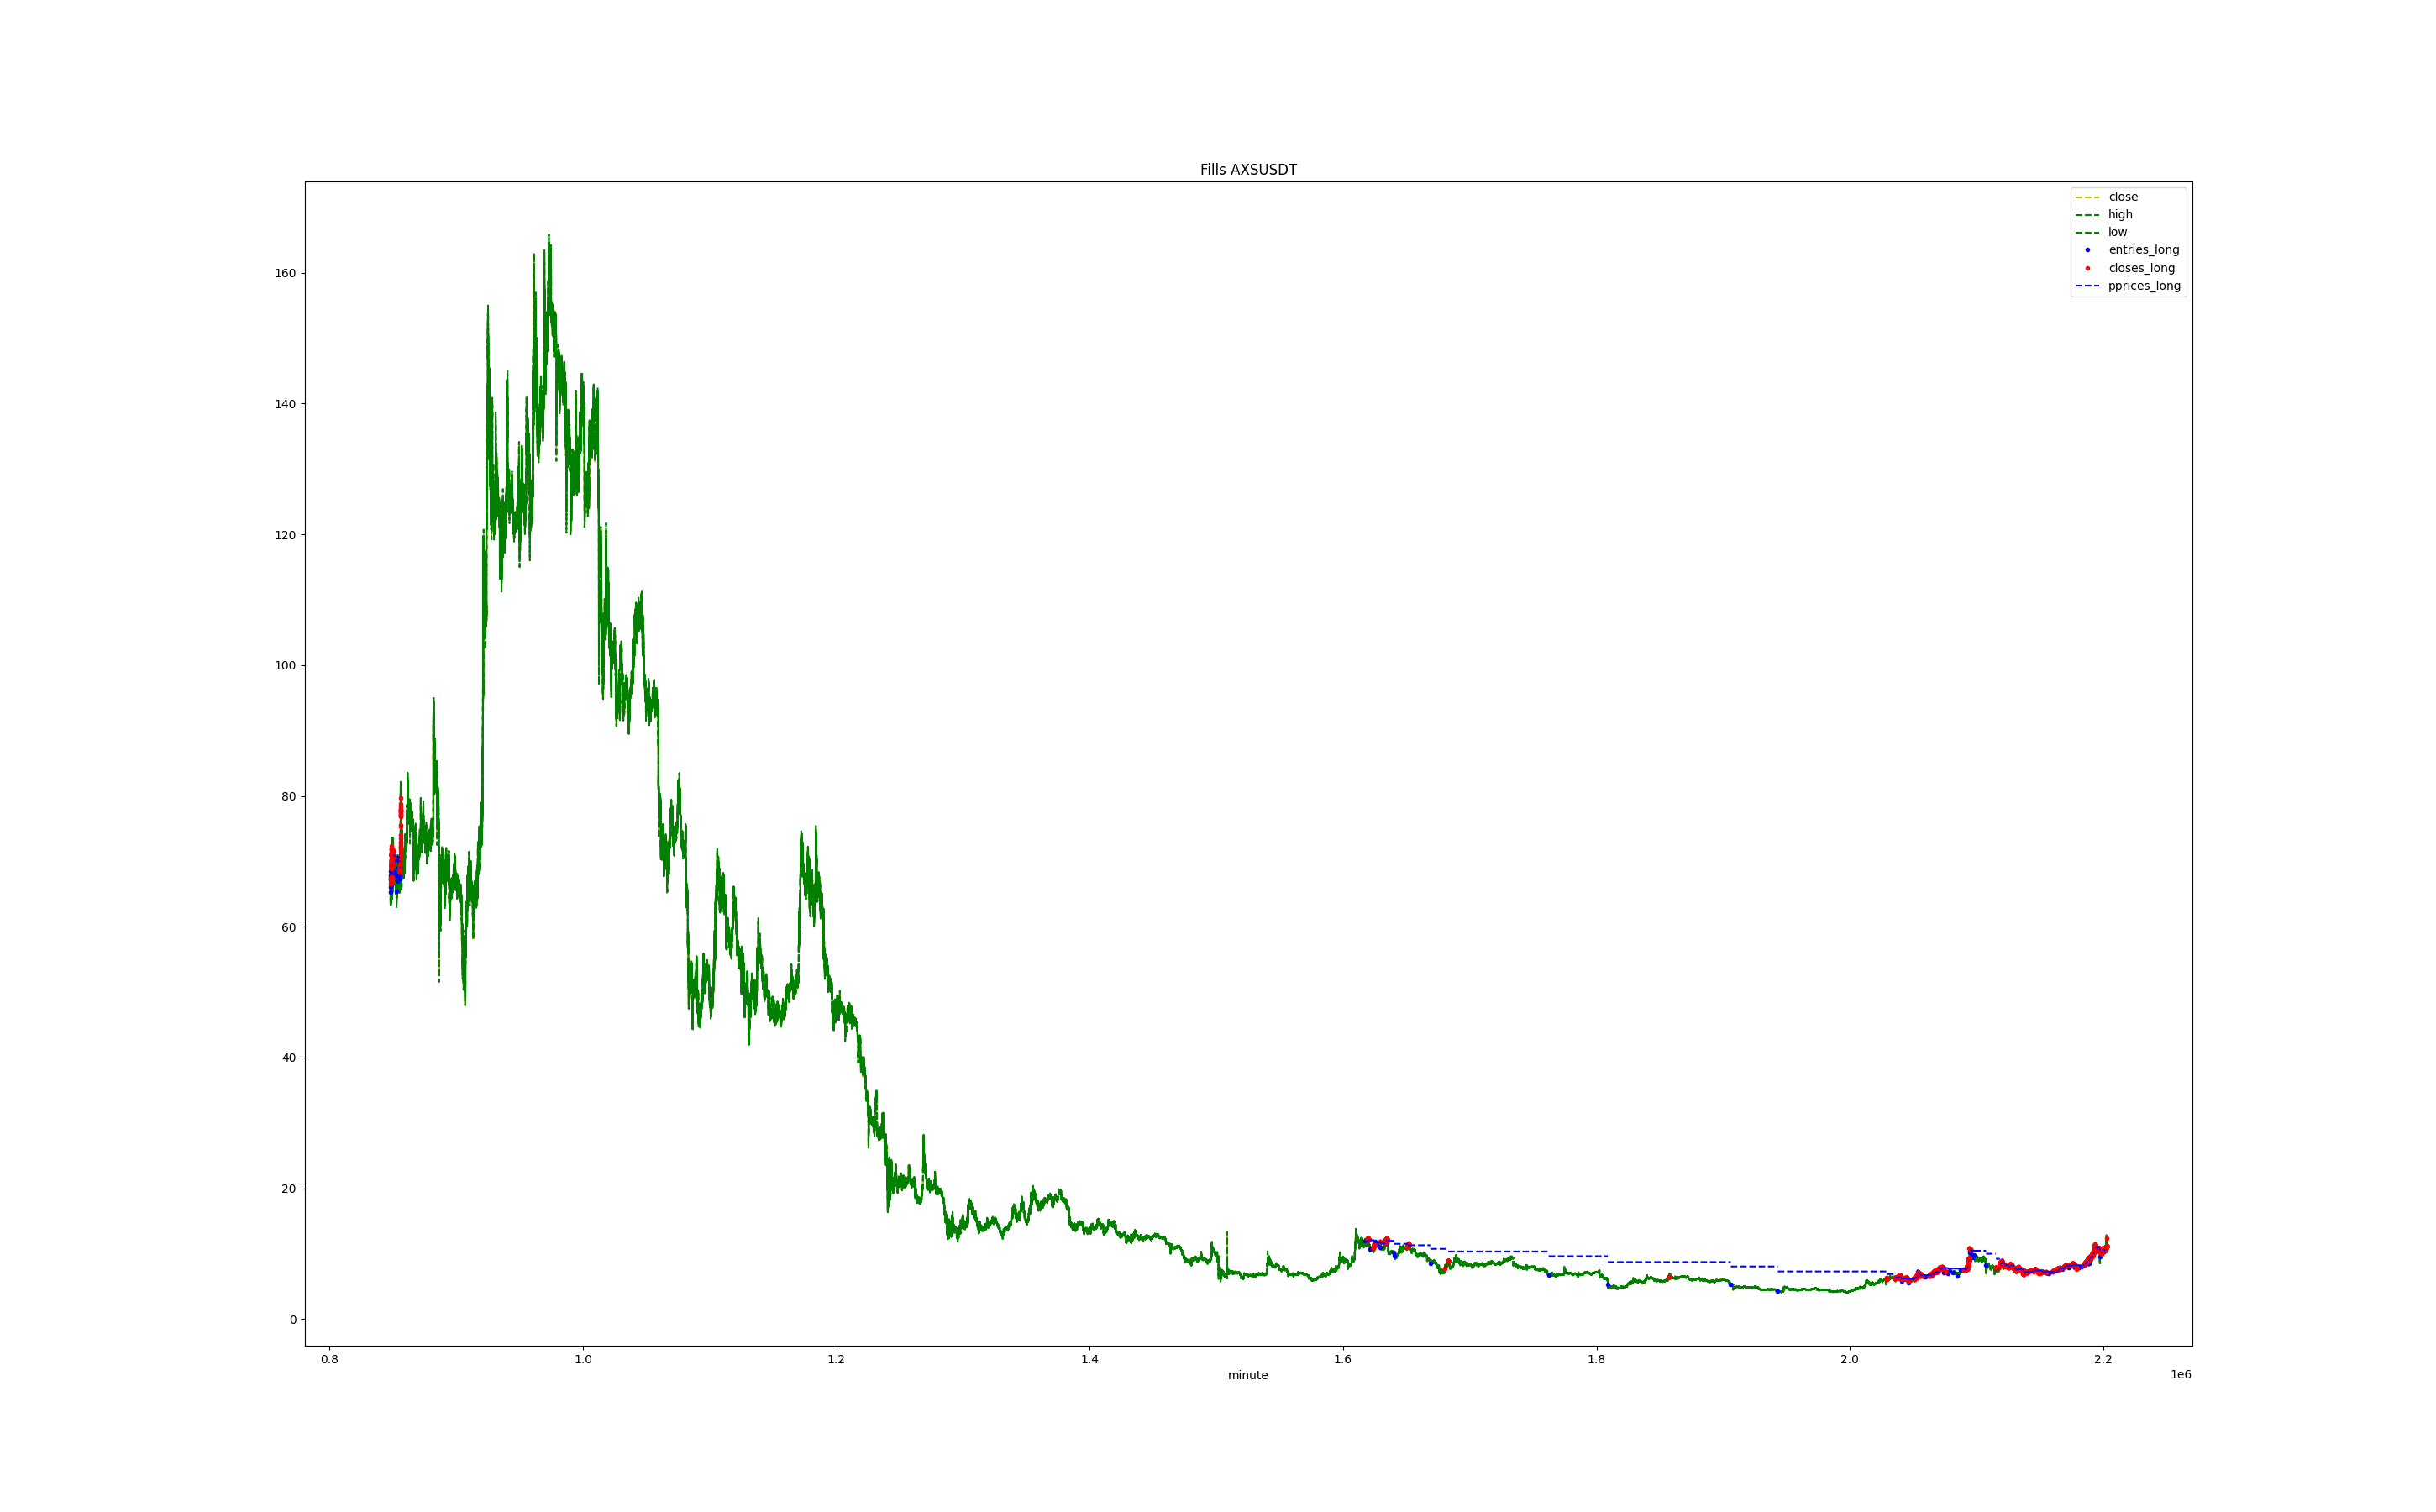 Fills AXSUSDT
close
high
low
entries_long
closes_long
pprices_long
160
140
120
100
80
60
40
20
0
0.8 1.0 1.2 1.4 1.6 1.8 2.0 2.2
minute 1e6